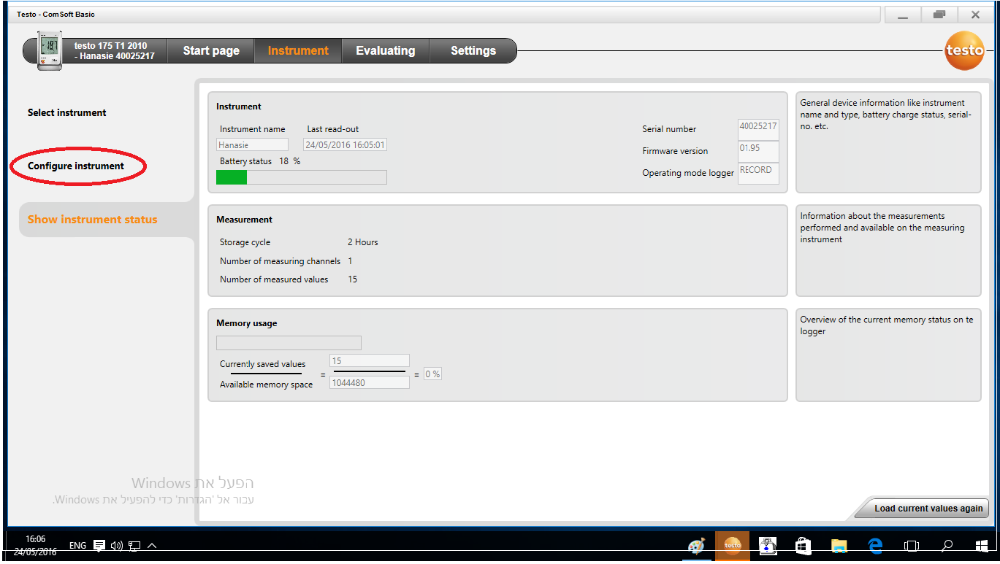 Testo - ComSoft Basic
testo 175 T1 2010
- Hanasie 40025217
Start page
Instrument
Evaluating
Settings
testo
Select instrument
Configure instrument
Show instrument status
Instrument
Instrument name
Last read-out
Hanasie
24/05/2016 16:05:01
Battery status 18 %
Serial number
40025217
Firmware version
01.95
Operating mode logger
RECORD
General device information like instrument
name and type, battery charge status, serial-
no. etc.
Measurement
Storage cycle 2 Hours
Number of measuring channels 1
Number of measured values 15
Information about the measurements
performed and available on the measuring
instrument
Memory usage
Currently saved values
Available memory space
=
15
1044480
= 0 %
Overview of the current memory status on te
logger
הפעל את Windows
עבור אל 'הגדרות' כדי להפעיל את Windows.
Load current values again
16:06
24/05/2016
ENG
testo